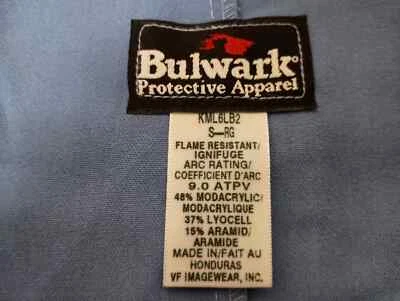 Bulwark®
Protective Apparel
KML6LB2
S—RG
FLAME RESISTANT/
IGNIFUGE
ARC RATING/
COEFFICIENT D'ARC
9.0 ATPV
48% MODACRYLIC/
MODACRYLIQUE
37% LYOCELL
15% ARAMID/
ARAMIDE
MADE IN/FAIT AU
HONDURAS
VF IMAGEWEAR, INC.